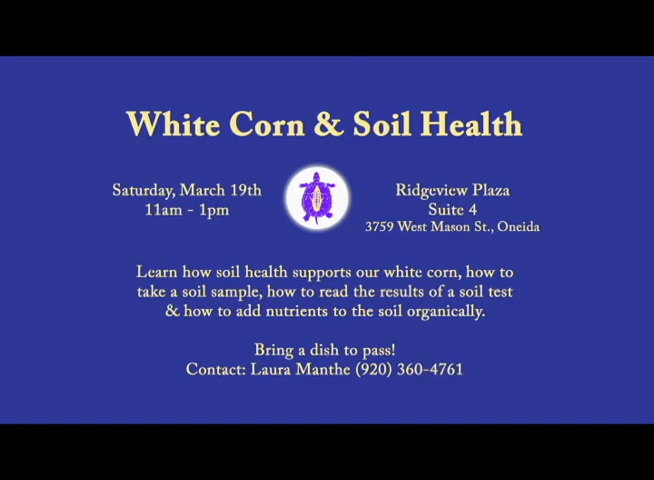 White Corn & Soil Health
Saturday, March 19th
11am - 1pm
Ridgeview Plaza
Suite 4
3759 West Mason St., Oneida
Learn how soil health supports our white corn, how to
take a soil sample, how to read the results of a soil test
& how to add nutrients to the soil organically.
Bring a dish to pass!
Contact: Laura Manthe (920) 360-4761